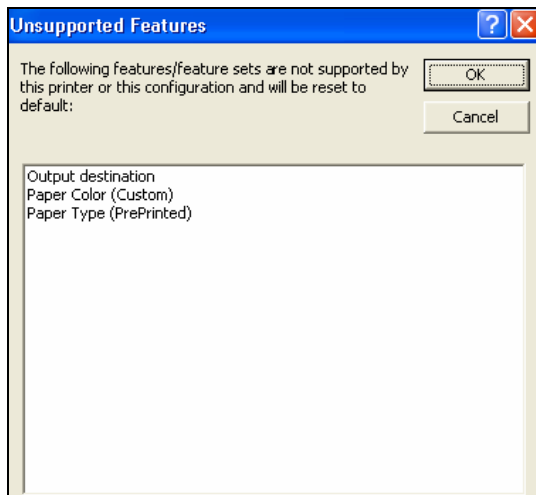 Unsupported Features
The following features/feature sets are not supported by
this printer or this configuration and will be reset to
default:
OK
Cancel
Output destination
Paper Color (Custom)
Paper Type (PrePrinted)